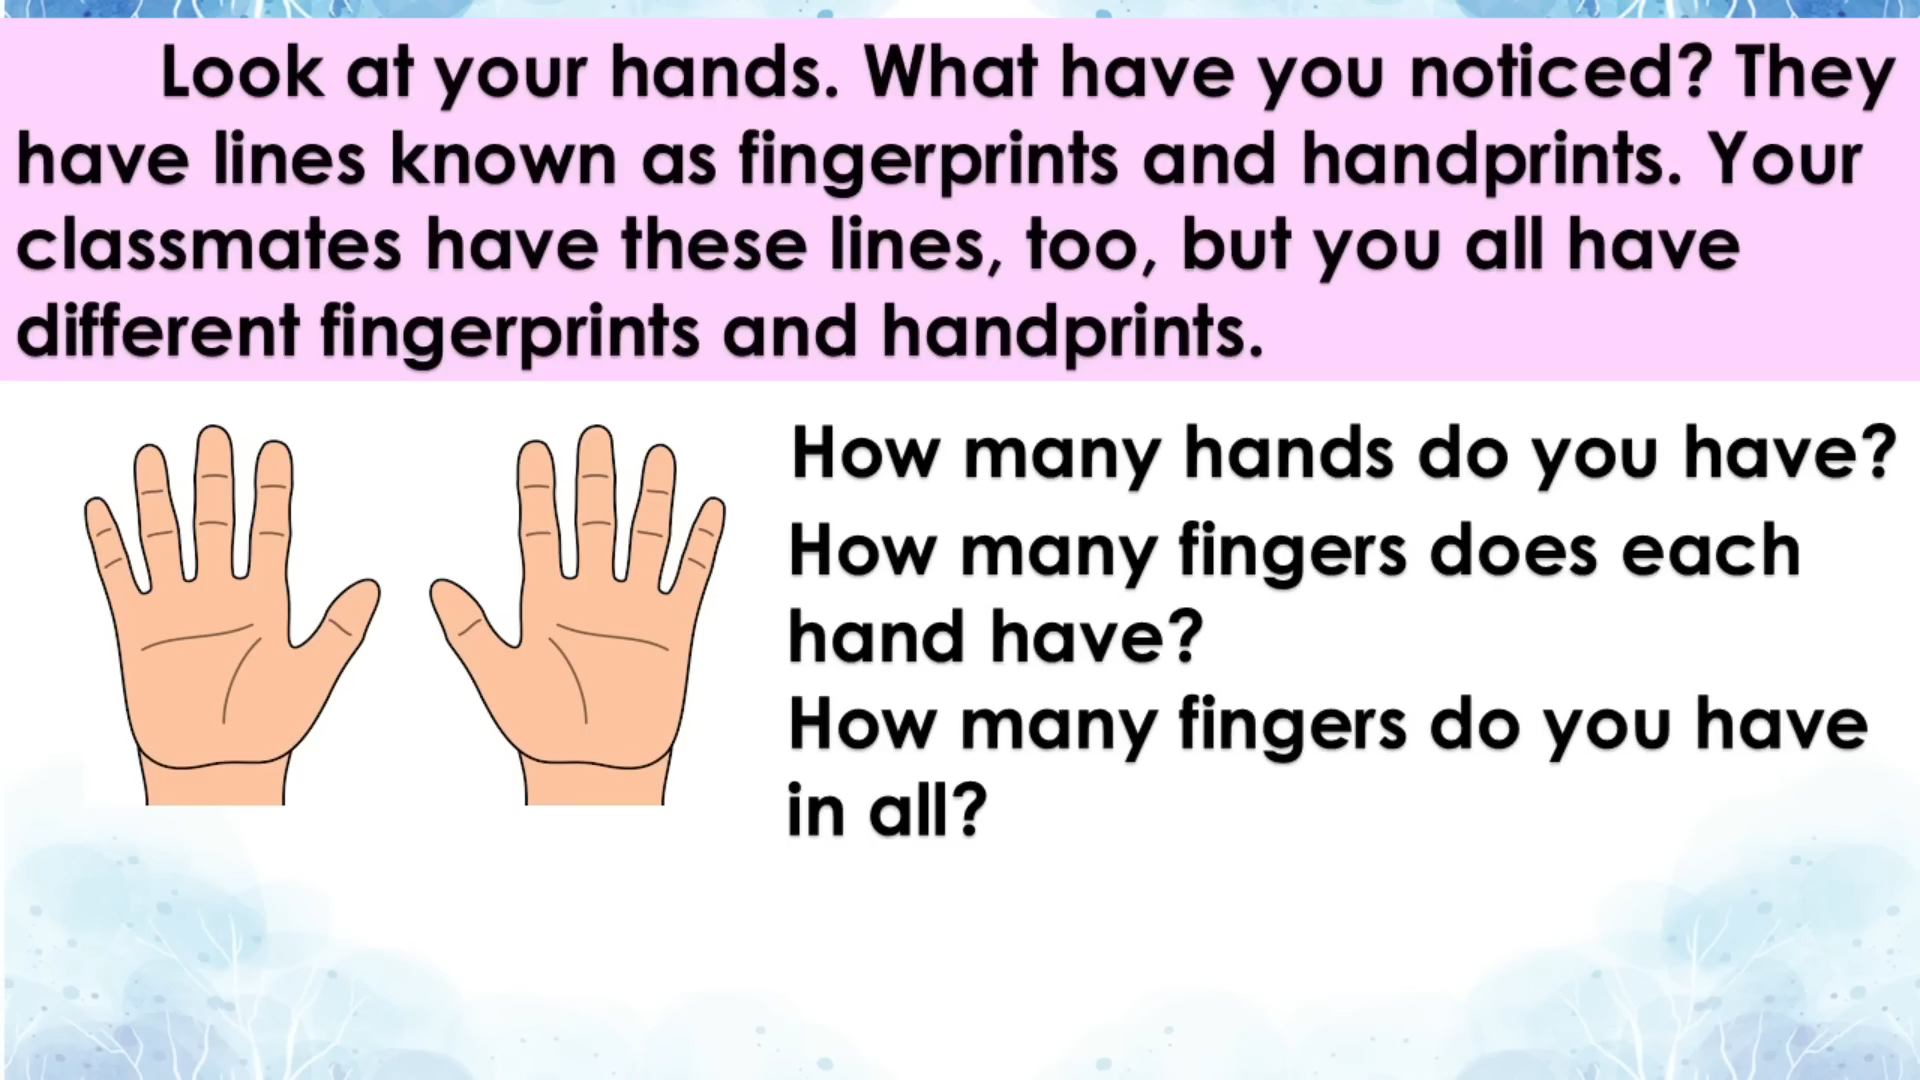 Look at your hands. What have you noticed? They
have lines known as fingerprints and handprints. Your
classmates have these lines, too, but you all have
different fingerprints and handprints.
How many hands do you have?
How many fingers does each
hand have?
How many fingers do you have
in all?